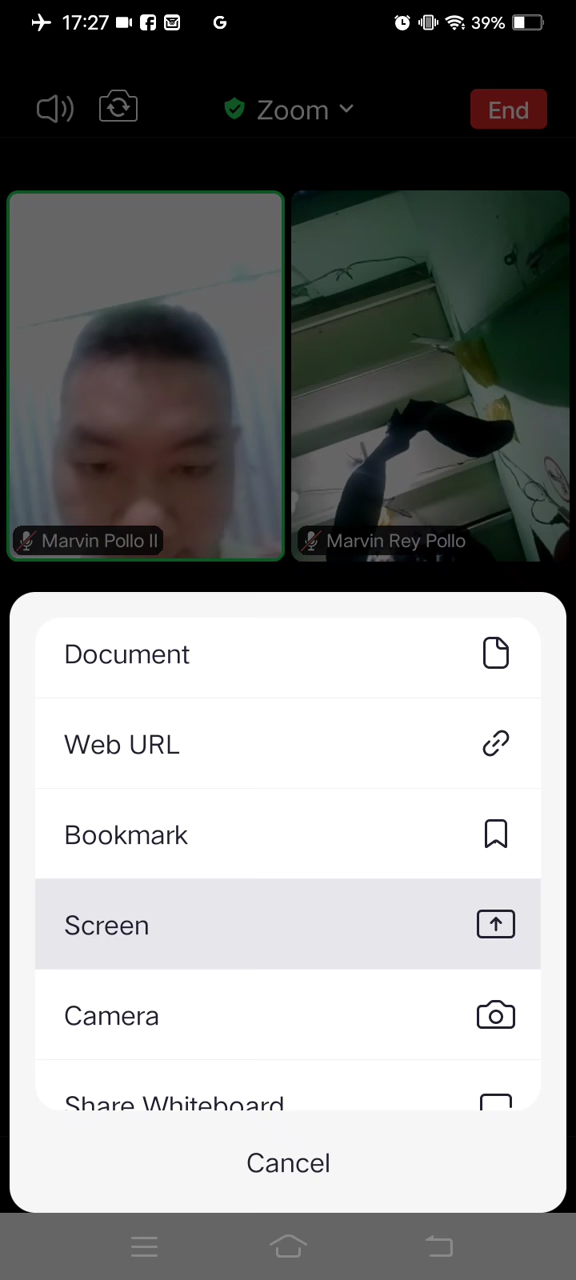 17:27
G
39%
Zoom
End
Marvin Pollo II
Marvin Rey Pollo
Document
Web URL
Bookmark
Screen
Camera
Share Whiteboard
Cancel